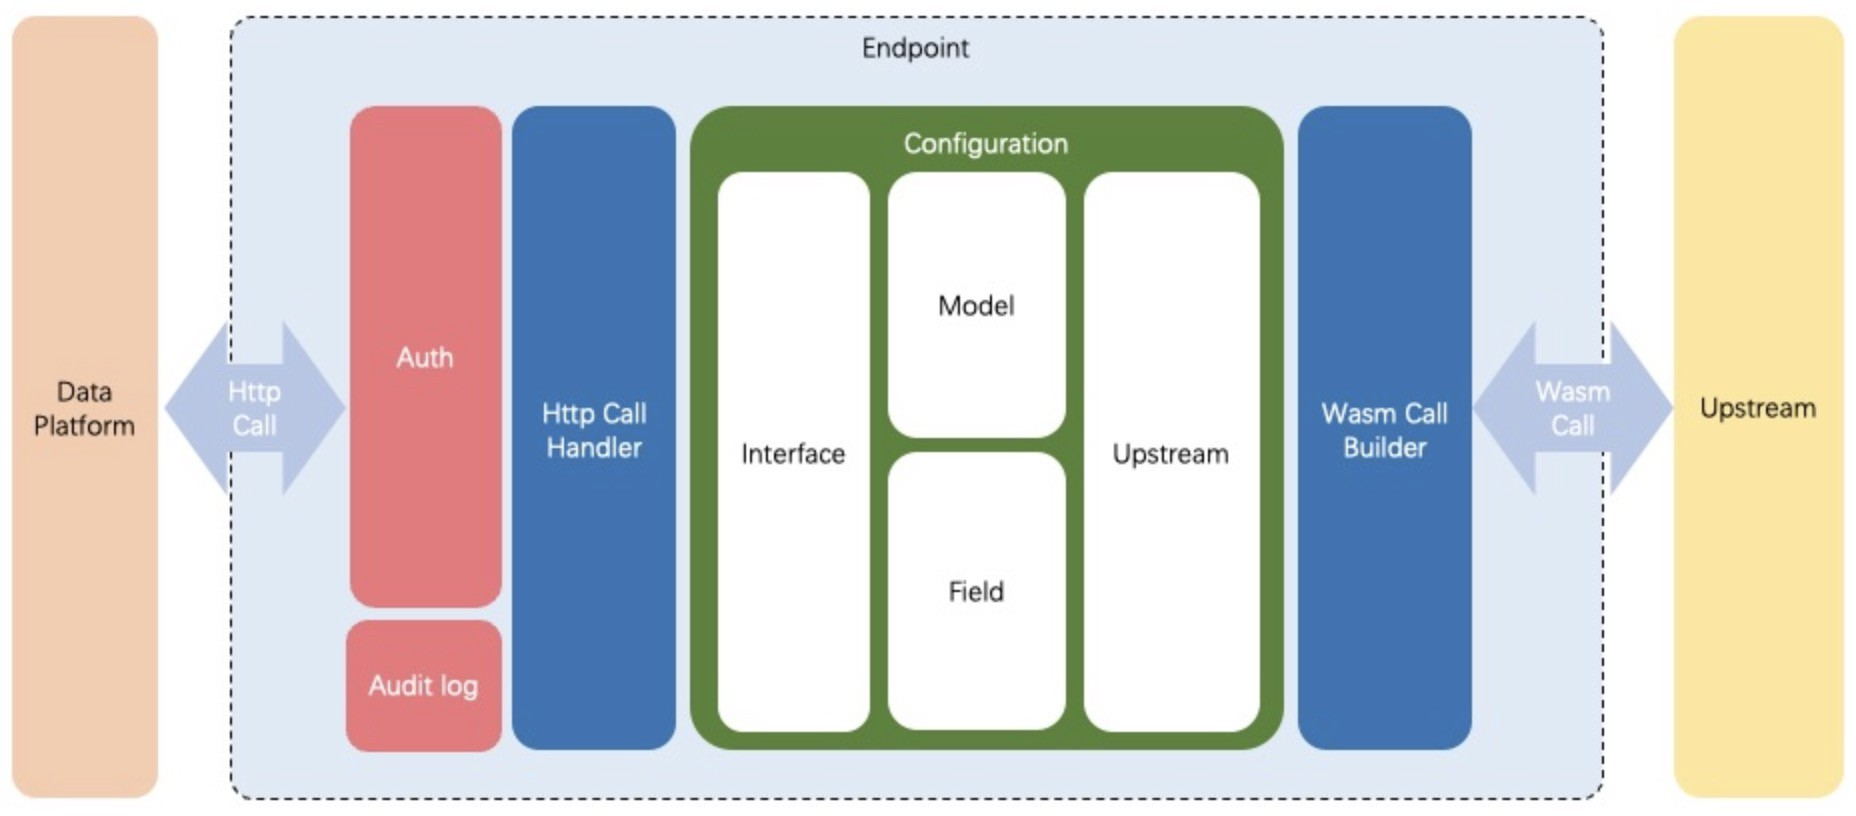 Endpoint
Data
Platform
Http
Call
Auth
Audit log
Http Call
Handler
Configuration
Interface
Model
Field
Upstream
Wasm Call
Builder
Wasm
Call
Upstream